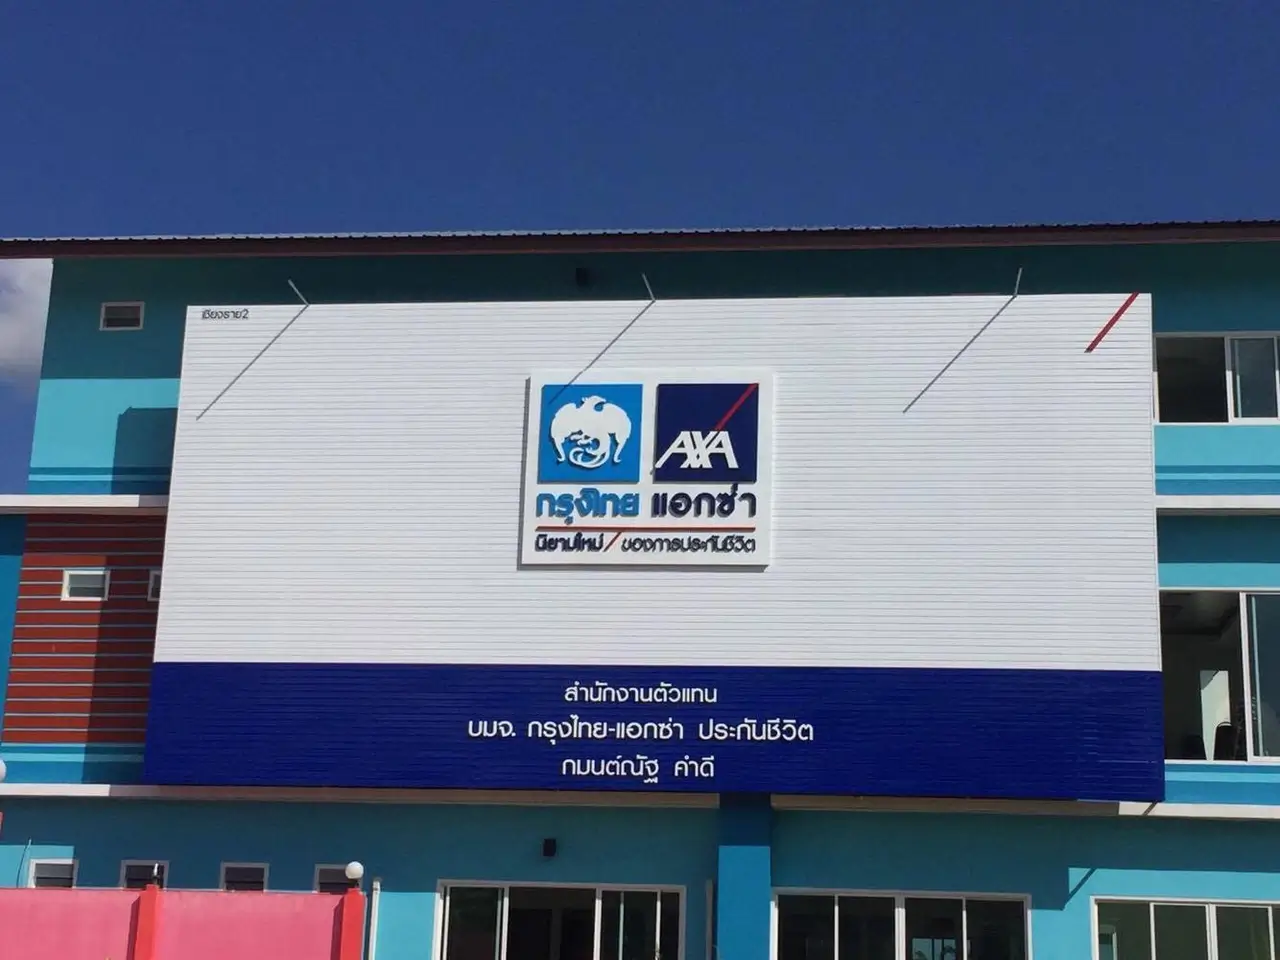 เชียงราย2
AXA
กรุงไทย แอกซ่า
นิยามใหม่/ของการประกันชีวิต
สำนักงานตัวแทน
บมจ. กรุงไทย-แอกซ่า ประกันชีวิต
กมนต์ณัฐ คำดี